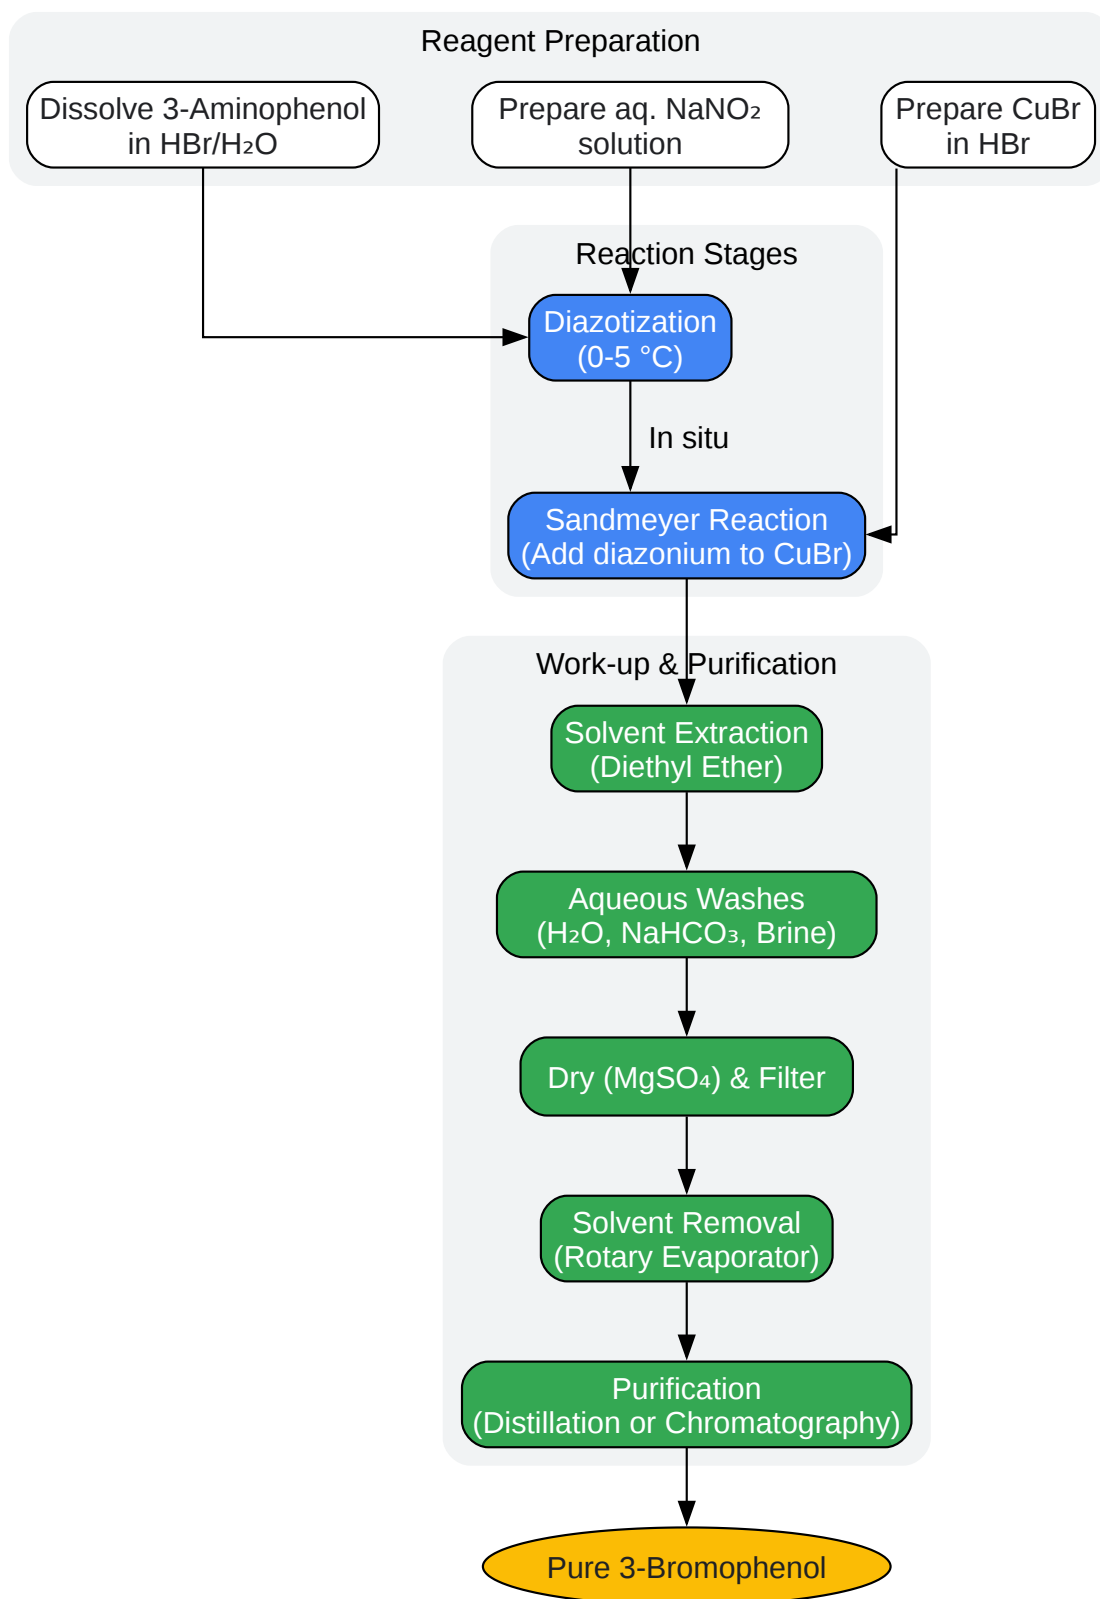 Reagent Preparation
Dissolve 3-Aminophenol
in HBr/H₂O
Prepare aq. NaNO₂
solution
Prepare CuBr
in HBr
Reaction Stages
Diazotization
(0-5 °C)
In situ
Sandmeyer Reaction
(Add diazonium to CuBr)
Work-up & Purification
Solvent Extraction
(Diethyl Ether)
Aqueous Washes
(H₂O, NaHCO₃, Brine)
Dry (MgSO₄) & Filter
Solvent Removal
(Rotary Evaporator)
Purification
(Distillation or Chromatography)
Pure 3-Bromophenol